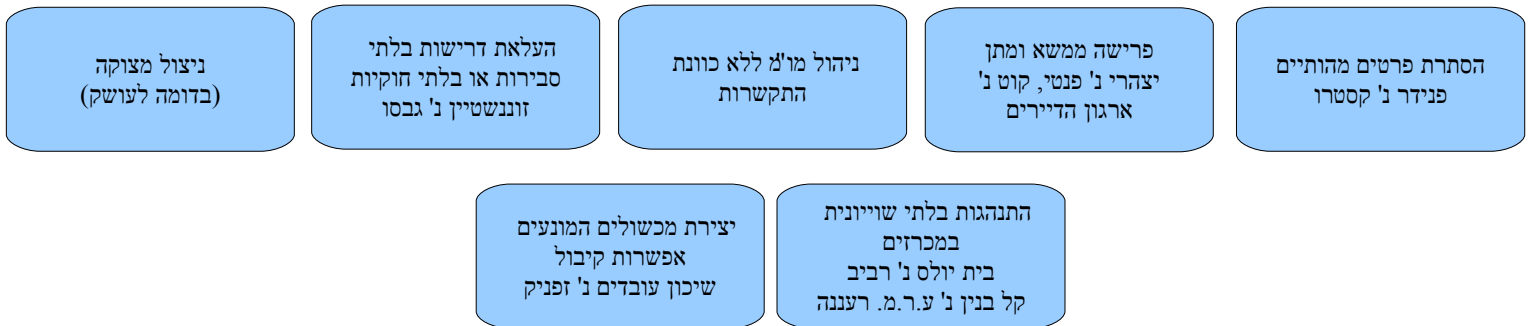 הסתרת פרטים מהותיים
פנידר נ' קסטרו
פרישה ממשא ומתן
יצהרי נ' פנטי, קוט נ'
ארגון הדיירים
ניהול מו"מ ללא כוונת
התקשרות
העלאת דרישות בלתי
סבירות או בלתי חוקיות
זוננשטיין נ' גבסו
ניצול מצוקה
(בדומה לעושק)
התנהגות בלתי שוויונית
במכרזים
בית יולס נ' רביב
קל בנין נ' ע.ר.מ. רעננה
יצירת מכשולים המונעים
אפשרות קיבול
שיכון עובדים נ' זפניק